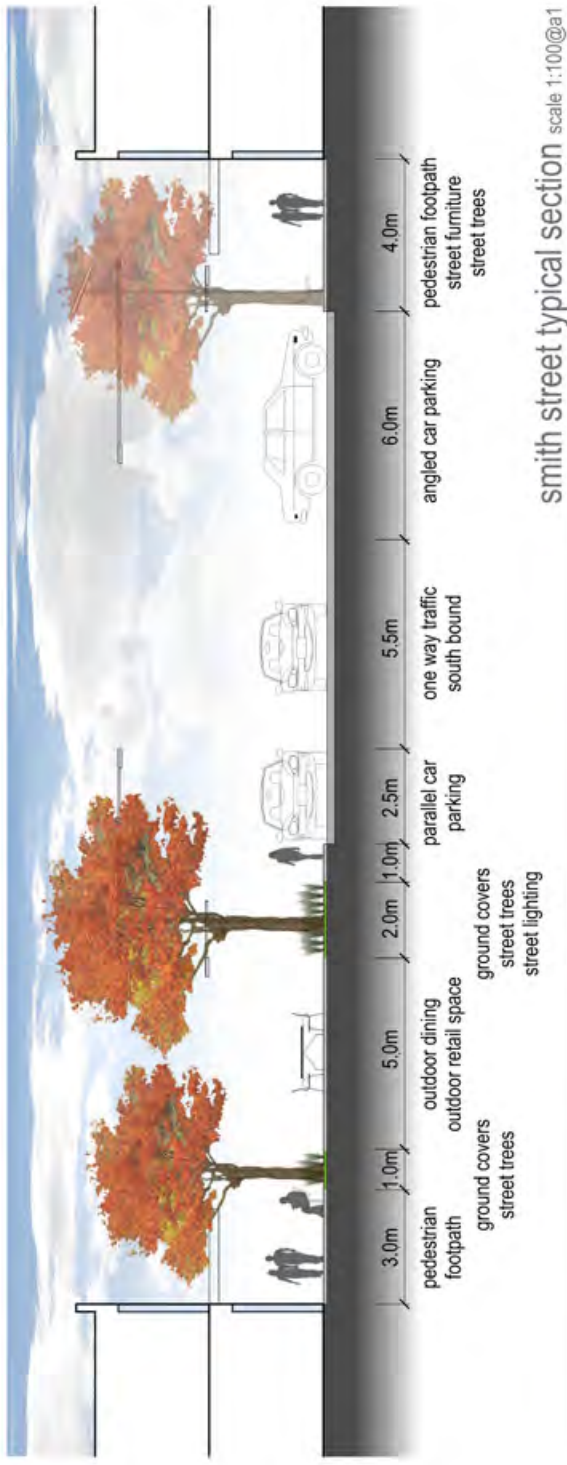 3.0m
1.0m
5.0m
2.0m
1.0m
2.5m
5.5m
6.0m
4.0m
pedestrian
footpath
ground covers
street trees
outdoor dining
outdoor retail space
ground covers
street trees
street lighting
parallel car
parking
one way traffic
south bound
angled car parking
pedestrian footpath
street furniture
street trees
smith street typical section scale 1:100@a1